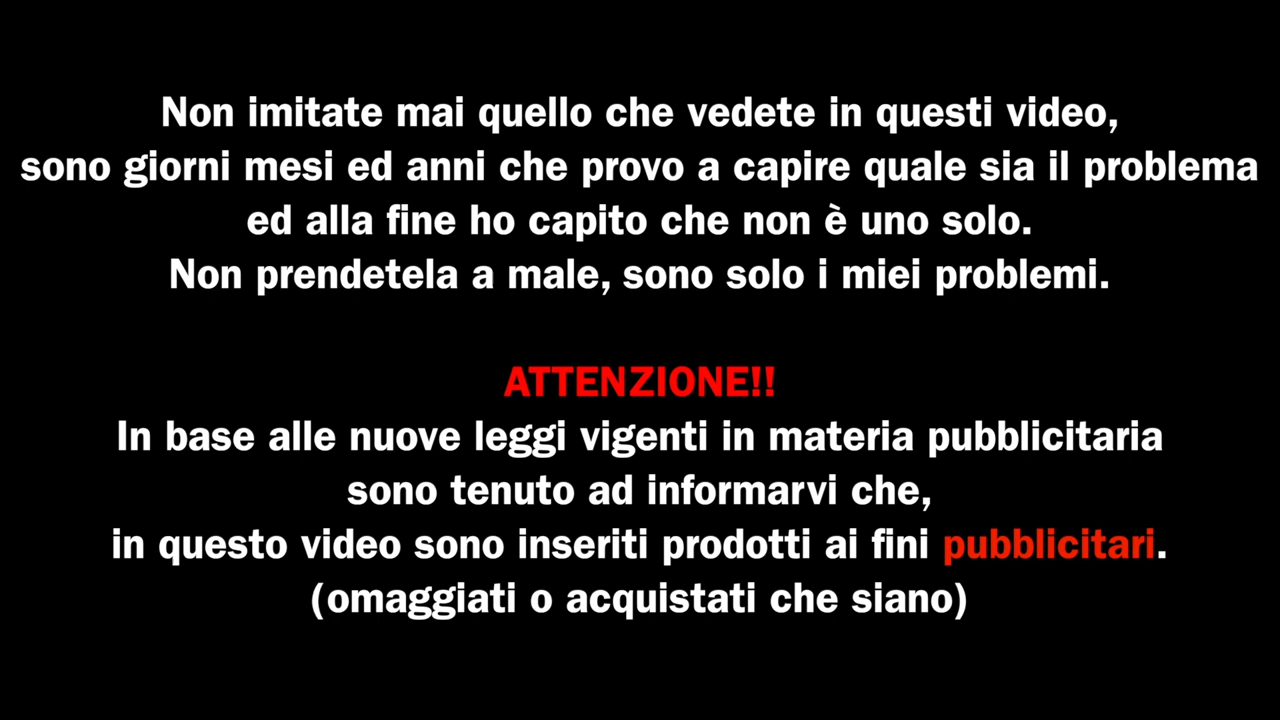 Non imitate mai quello che vedete in questi video,
sono giorni mesi ed anni che provo a capire quale sia il problema
ed alla fine ho capito che non è uno solo.
Non prendetela a male, sono solo i miei problemi.
ATTENZIONE!!
In base alle nuove leggi vigenti in materia pubblicitaria
sono tenuto ad informarvi che,
in questo video sono inseriti prodotti ai fini pubblicitari.
(omaggiati o acquistati che siano)